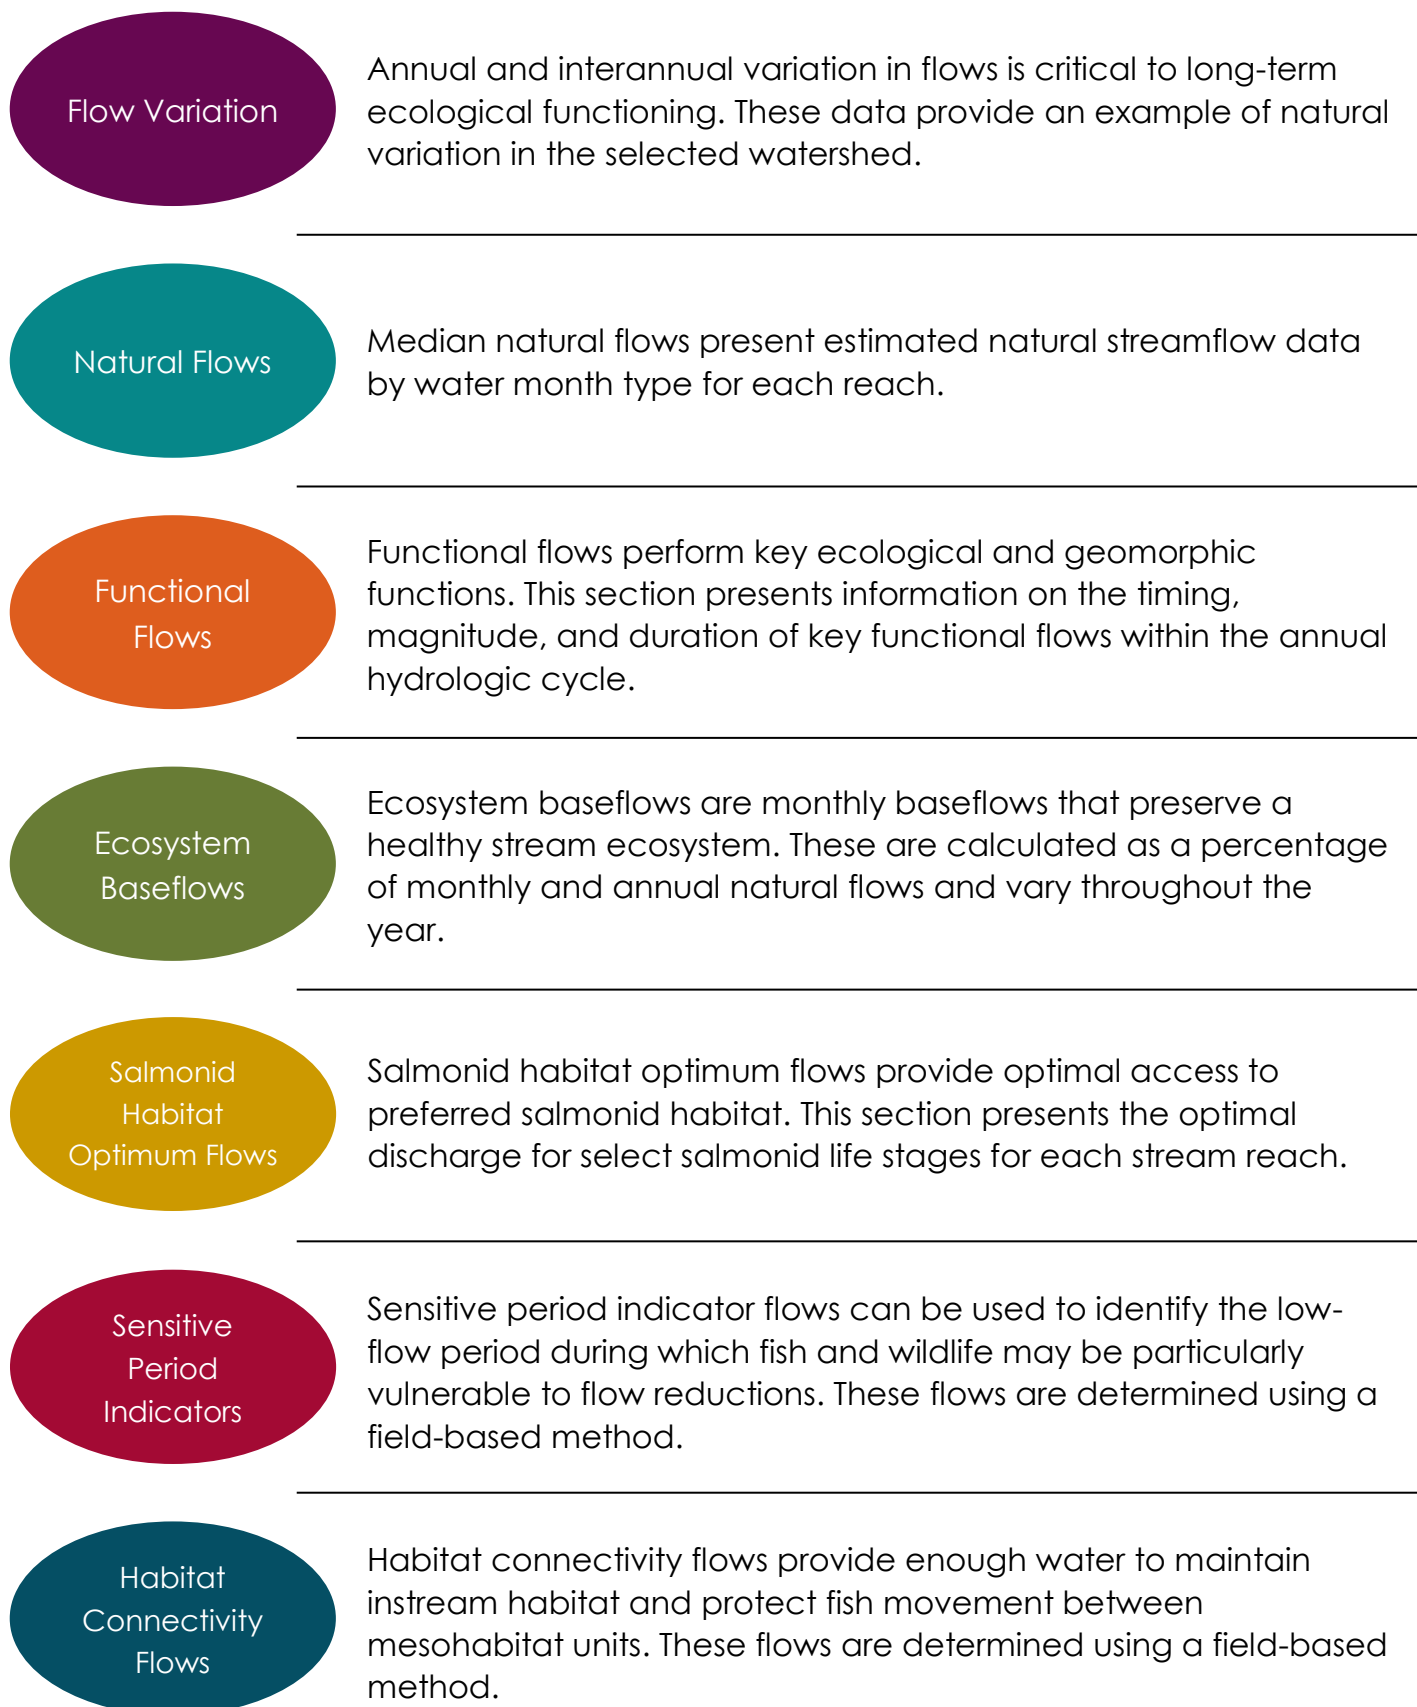 Flow Variation
Annual and interannual variation in flows is critical to long-term
ecological functioning. These data provide an example of natural
variation in the selected watershed.
Natural Flows
Median natural flows present estimated natural streamflow data
by water month type for each reach.
Functional
Flows
Functional flows perform key ecological and geomorphic
functions. This section presents information on the timing,
magnitude, and duration of key functional flows within the annual
hydrologic cycle.
Ecosystem
Baseflows
Ecosystem baseflows are monthly baseflows that preserve a
healthy stream ecosystem. These are calculated as a percentage
of monthly and annual natural flows and vary throughout the
year.
Salmonid
Habitat
Optimum Flows
Salmonid habitat optimum flows provide optimal access to
preferred salmonid habitat. This section presents the optimal
discharge for select salmonid life stages for each stream reach.
Sensitive
Period
Indicators
Sensitive period indicator flows can be used to identify the low-
flow period during which fish and wildlife may be particularly
vulnerable to flow reductions. These flows are determined using a
field-based method.
Habitat
Connectivity
Flows
Habitat connectivity flows provide enough water to maintain
instream habitat and protect fish movement between
mesohabitat units. These flows are determined using a field-based
method.